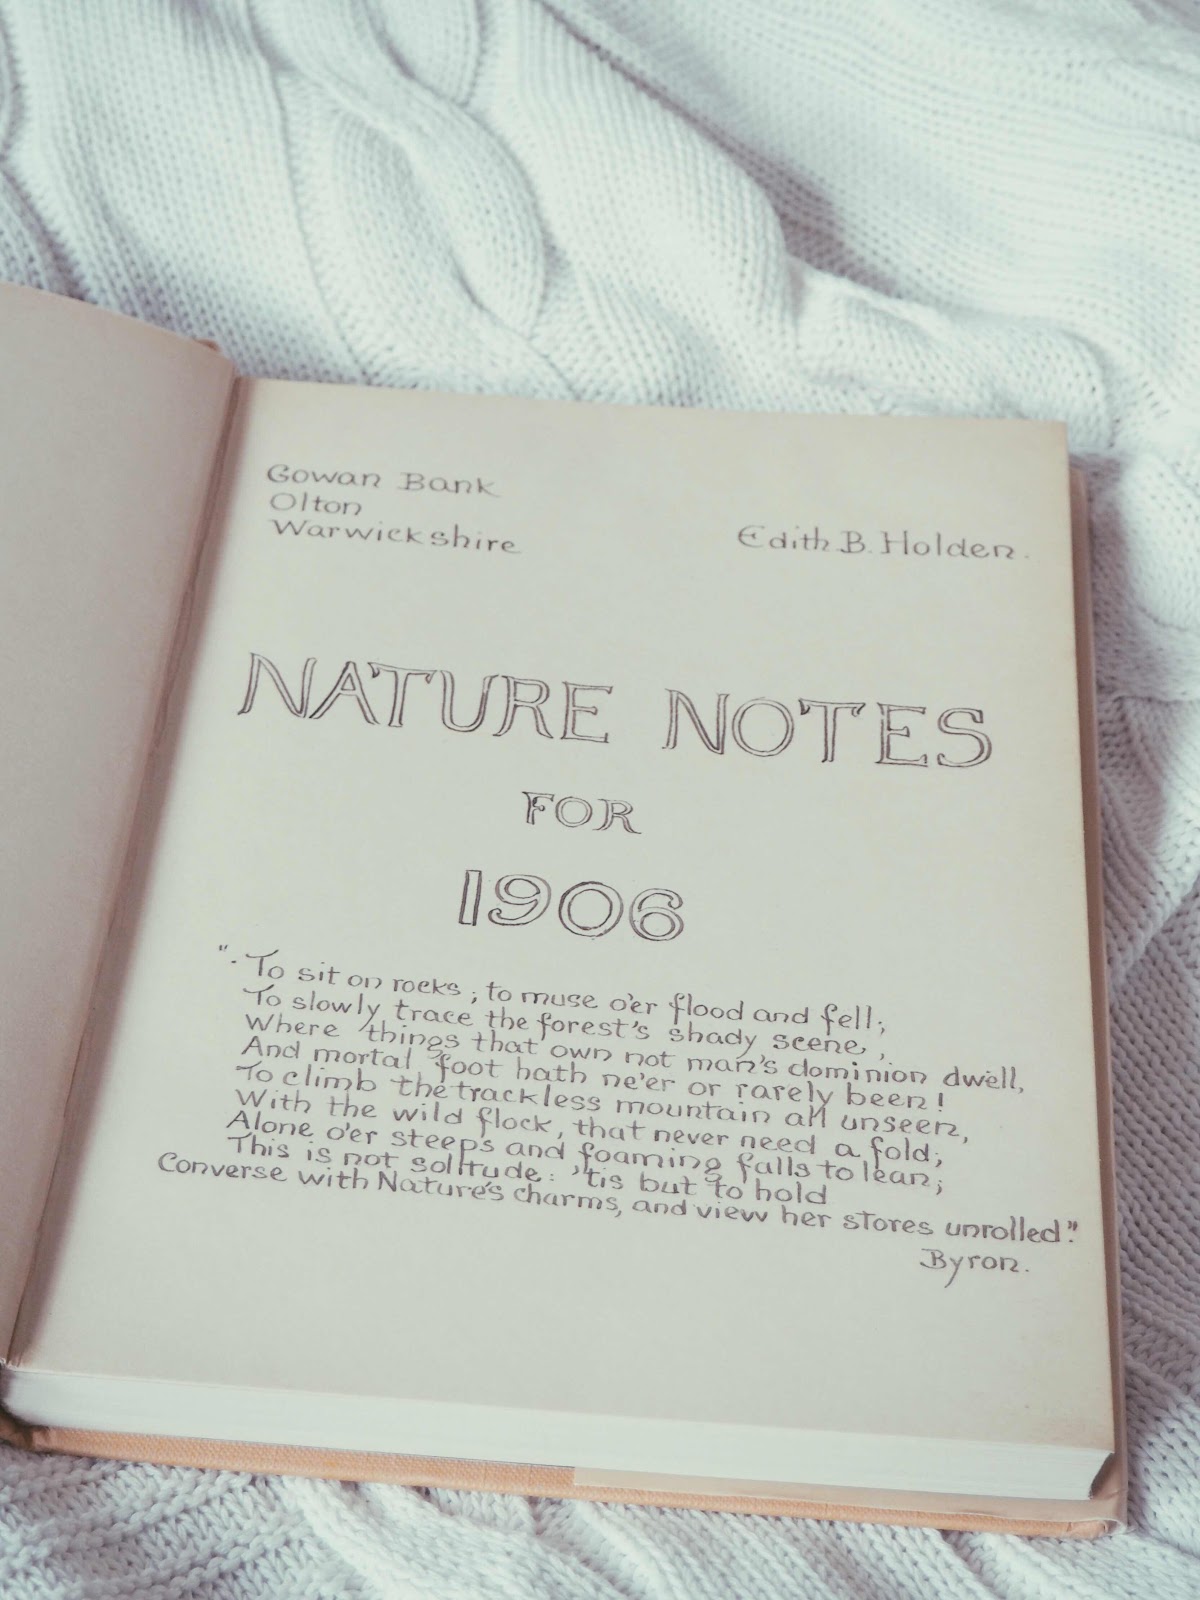 Gowan Bank
Olton
Warwickshire
Edith B. Holden.
NATURE NOTES
FOR
1906
". To sit on rocks ; to muse o'er flood and fell ;
To slowly trace the forest's shady scene ,
Where things that own not man's dominion dwell,
And mortal foot hath ne'er or rarely been !
To climb the trackless mountain all unseen,
With the wild flock, that never need a fold ;
Alone o'er steeps and foaming falls to lean ;
This is not solitude : 'tis but to hold
Converse with Nature's charms, and view her stores unrolled."
Byron.